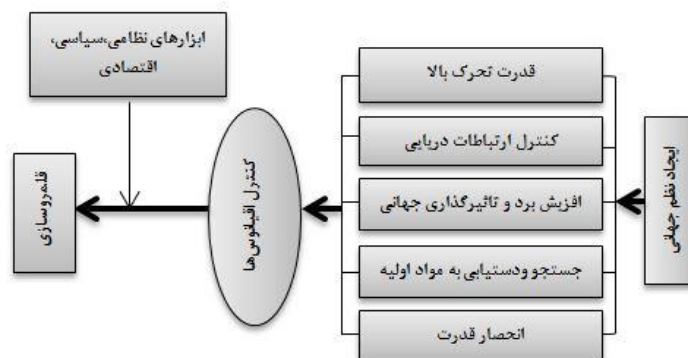 ابزارهای نظامی،سیاسی،
اقتصادی
ایجاد نظم جهانی
قدرت تحرک بالا
کنترل ارتباطات دریایی
افزیش برد و تاثیرگذاری جهانی
جستجو ودستیابی به مواد اولیه
انحصار قدرت
کنترل اقیانوس‌ها
قلمروسازی